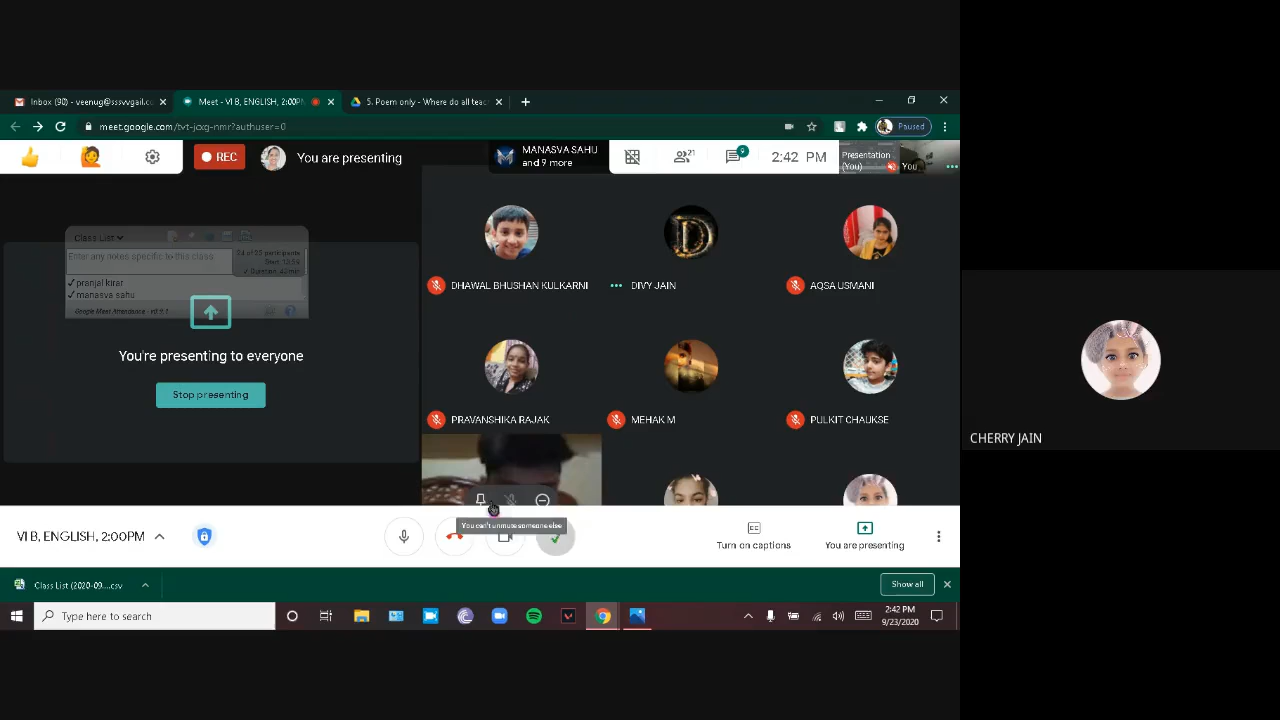 Inbox (90) - veenug@sssvvgail.cc
Meet - VI B, ENGLISH, 2:00PM
5. Poem only - Where do all teac
meet.google.com/tvt-jcxg-nmr?authuser=0
Paused
REC
You are presenting
MANASVA SAHU
and 9 more
21
9
2:42 PM
Presentation
(You)
You
Class List
Enter any notes specific to this class
✓ pranjal kirer
✓ manasva sahu
You're presenting to everyone
Stop presenting
DHAWAL BHUSHAN KULKARNI
DIVY JAIN
AQSA USMANI
PRAVANSHIKA RAJAK
MEHAK M
PULKIT CHAUKSE
CHERRY JAIN
You can't unmute someone else
VI B, ENGLISH, 2:00PM
Turn on captions
You are presenting
Class List (2020-09....csv
Show all
Type here to search
2:42 PM
9/23/2020